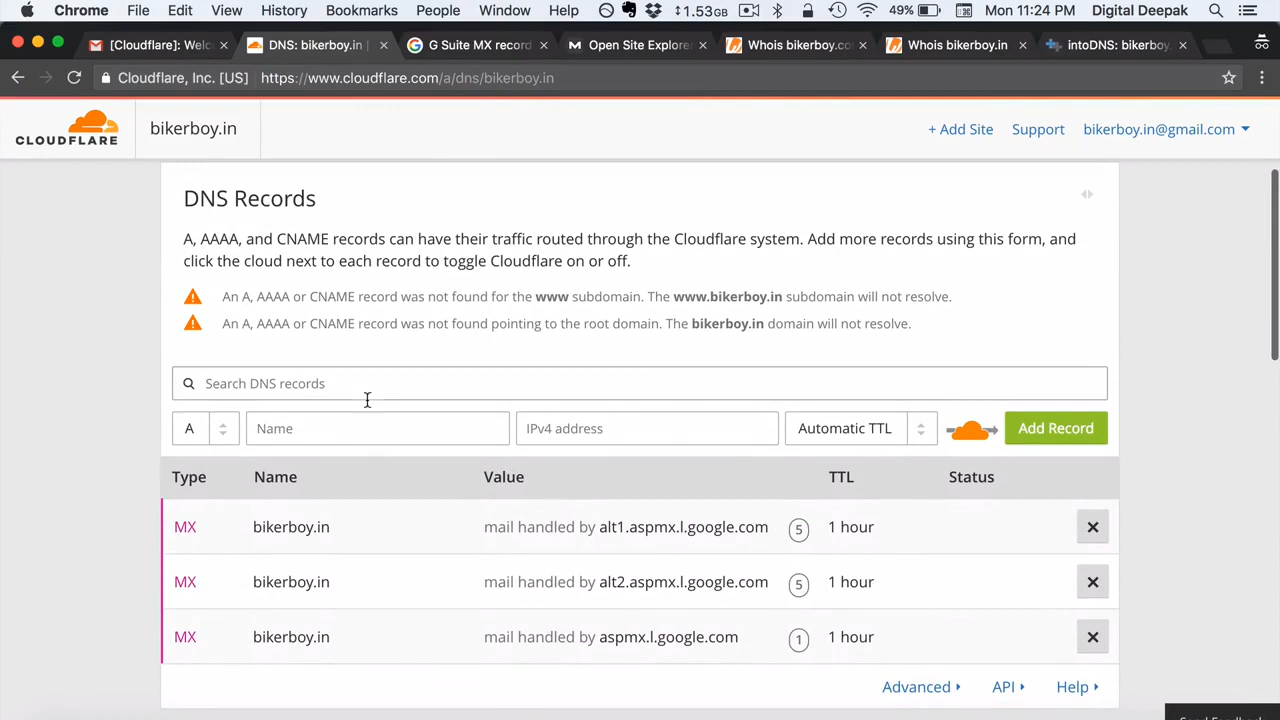 Chrome File Edit View History Bookmarks People Window Help 1.53GB 49% Mon 11:24 PM Digital Deepak
[Cloudflare]: Welc × DNS: bikerboy.in × G Suite MX record × Open Site Explorer × Whois bikerboy.co × Whois bikerboy.in × intoDNS: bikerboy. ×
Cloudflare, Inc. [US] https://www.cloudflare.com/a/dns/bikerboy.in
CLOUDFLARE bikerboy.in + Add Site Support bikerboy.in@gmail.com
DNS Records
A, AAAA, and CNAME records can have their traffic routed through the Cloudflare system. Add more records using this form, and
click the cloud next to each record to toggle Cloudflare on or off.
An A, AAAA or CNAME record was not found for the www subdomain. The www.bikerboy.in subdomain will not resolve.
An A, AAAA or CNAME record was not found pointing to the root domain. The bikerboy.in domain will not resolve.
Search DNS records
A Name IPv4 address Automatic TTL Add Record
Type Name Value TTL Status
MX bikerboy.in mail handled by alt1.aspmx.l.google.com 5 1 hour ×
MX bikerboy.in mail handled by alt2.aspmx.l.google.com 5 1 hour ×
MX bikerboy.in mail handled by aspmx.l.google.com 1 1 hour ×
Advanced API Help